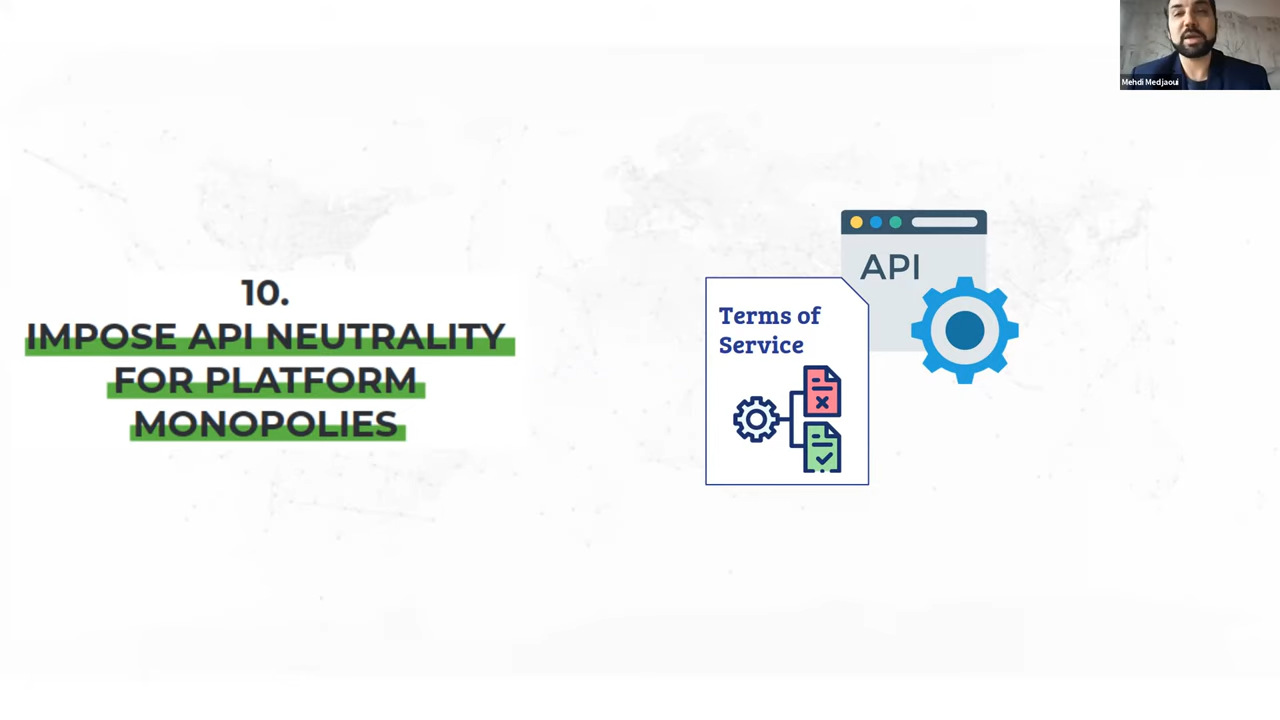 Mehdi Medjaoui
10.
IMPOSE API NEUTRALITY
FOR PLATFORM
MONOPOLIES
API
Terms of
Service